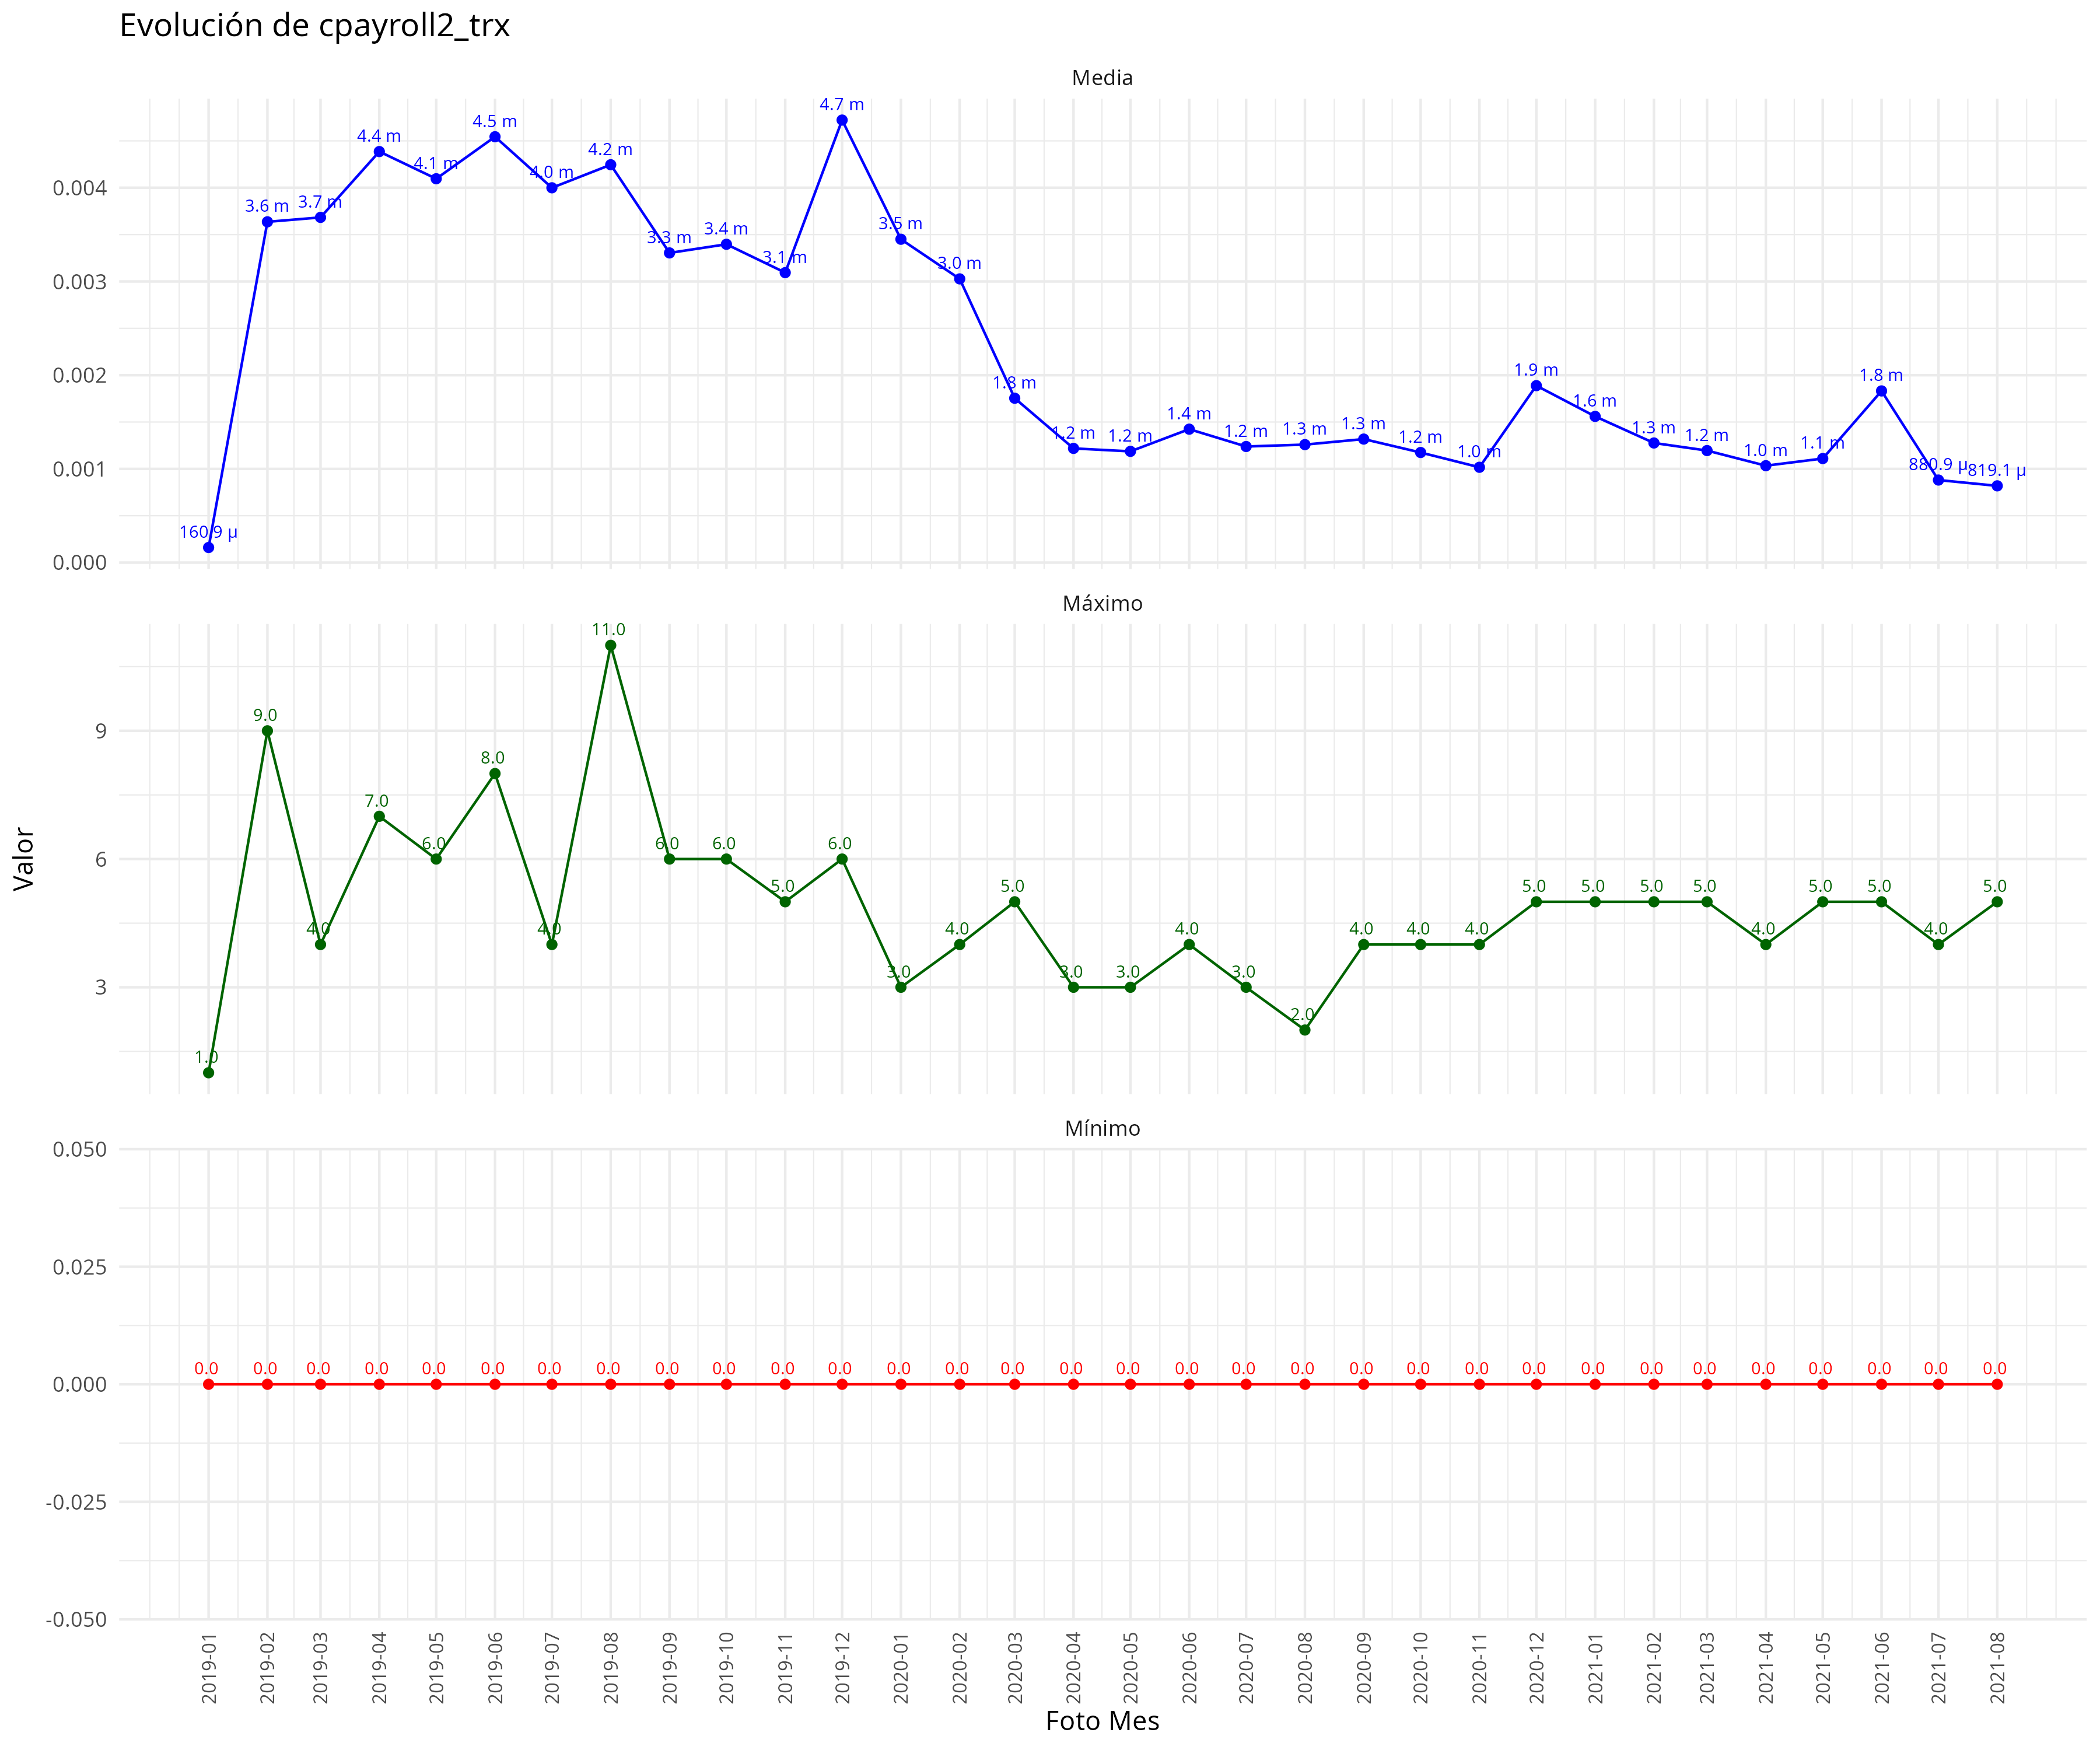 Evolución de cpayroll2_trx
Media
4.7 m
4.5 m
4.4 m
4.2 m
4.1 m
4.0 m
0.004
3.6 m 3.7 m
3.5 m
3.4 m
3.3 m
3.1 m
3.0 m
0.003
0.002
1.9 m
1.8 m
1.8 m
1.6 m
1.2 m 1.2 m 1.4 m 1.2 m 1.3 m 1.3 m 1.2 m 1.0 m
1.3 m 1.2 m 1.0 m 1.1 m
0.001
880.9 µ 819.1 µ
160.9 µ
0.000
Máximo
11.0
9.0
9
8.0
7.0
6.0 6.0 6.0 6.0
6
5.0 5.0 5.0 5.0 5.0 5.0 5.0 5.0 5.0
4.0 4.0 4.0 4.0 4.0 4.0 4.0 4.0 4.0
3.0 3.0 3.0 3.0
3
2.0
1.0
Valor
Mínimo
0.050
0.025
0.0 0.0 0.0 0.0 0.0 0.0 0.0 0.0 0.0 0.0 0.0 0.0 0.0 0.0 0.0 0.0 0.0 0.0 0.0 0.0 0.0 0.0 0.0 0.0 0.0 0.0 0.0 0.0 0.0 0.0 0.0 0.0
0.000
-0.025
-0.050
2019-01
2019-02
2019-03
2019-04
2019-05
2019-06
2019-07
2019-08
2019-09
2019-10
2019-11
2019-12
2020-01
2020-02
2020-03
2020-04
2020-05
2020-06
2020-07
2020-08
2020-09
2020-10
2020-11
2020-12
2021-01
2021-02
2021-03
2021-04
2021-05
2021-06
2021-07
2021-08
Foto Mes